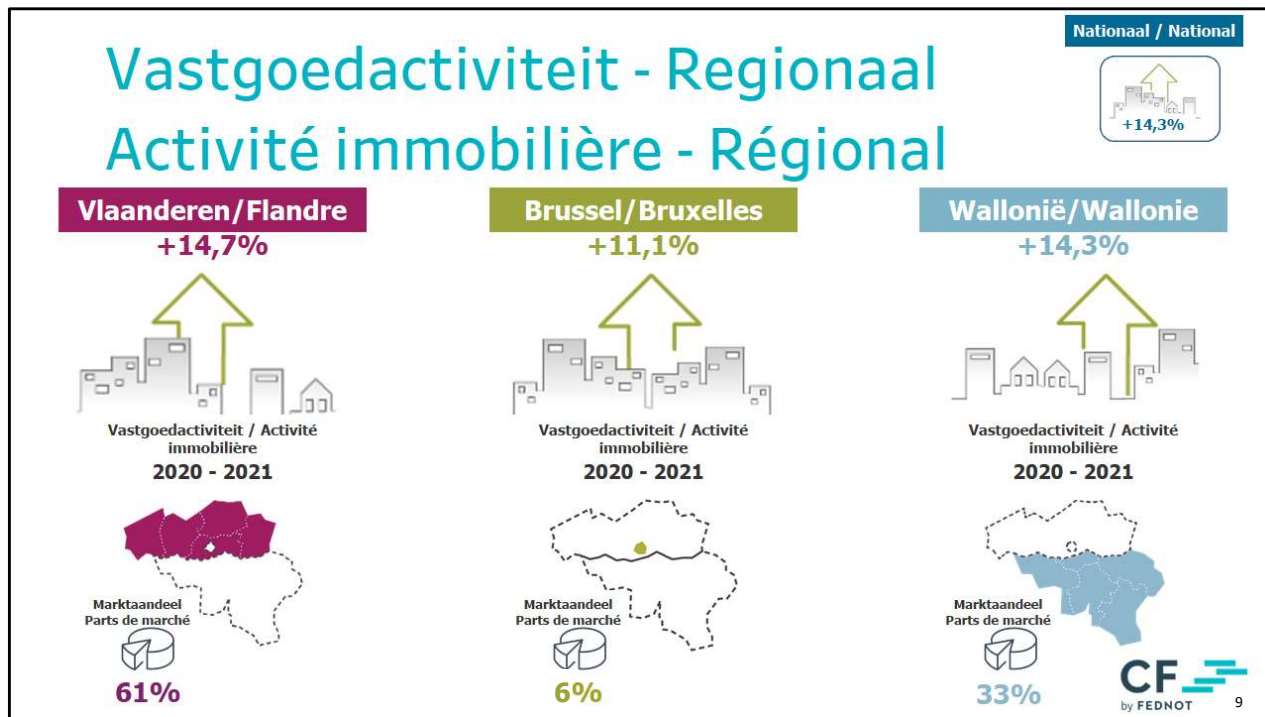 Nationaal / National
+14,3%
Vastgoedactiviteit - Regionaal
Activité immobilière - Régional
Vlaanderen/Flandre
+14,7%
Vastgoedactiviteit / Activité
immobilière
2020 - 2021
Marktaandeel
Parts de marché
61%
Brussel/Bruxelles
+11,1%
Vastgoedactiviteit / Activité
immobilière
2020 - 2021
Marktaandeel
Parts de marché
6%
Wallonië/Wallonie
+14,3%
Vastgoedactiviteit / Activité
immobilière
2020 - 2021
Marktaandeel
Parts de marché
33%
CF
by FEDNOT
9